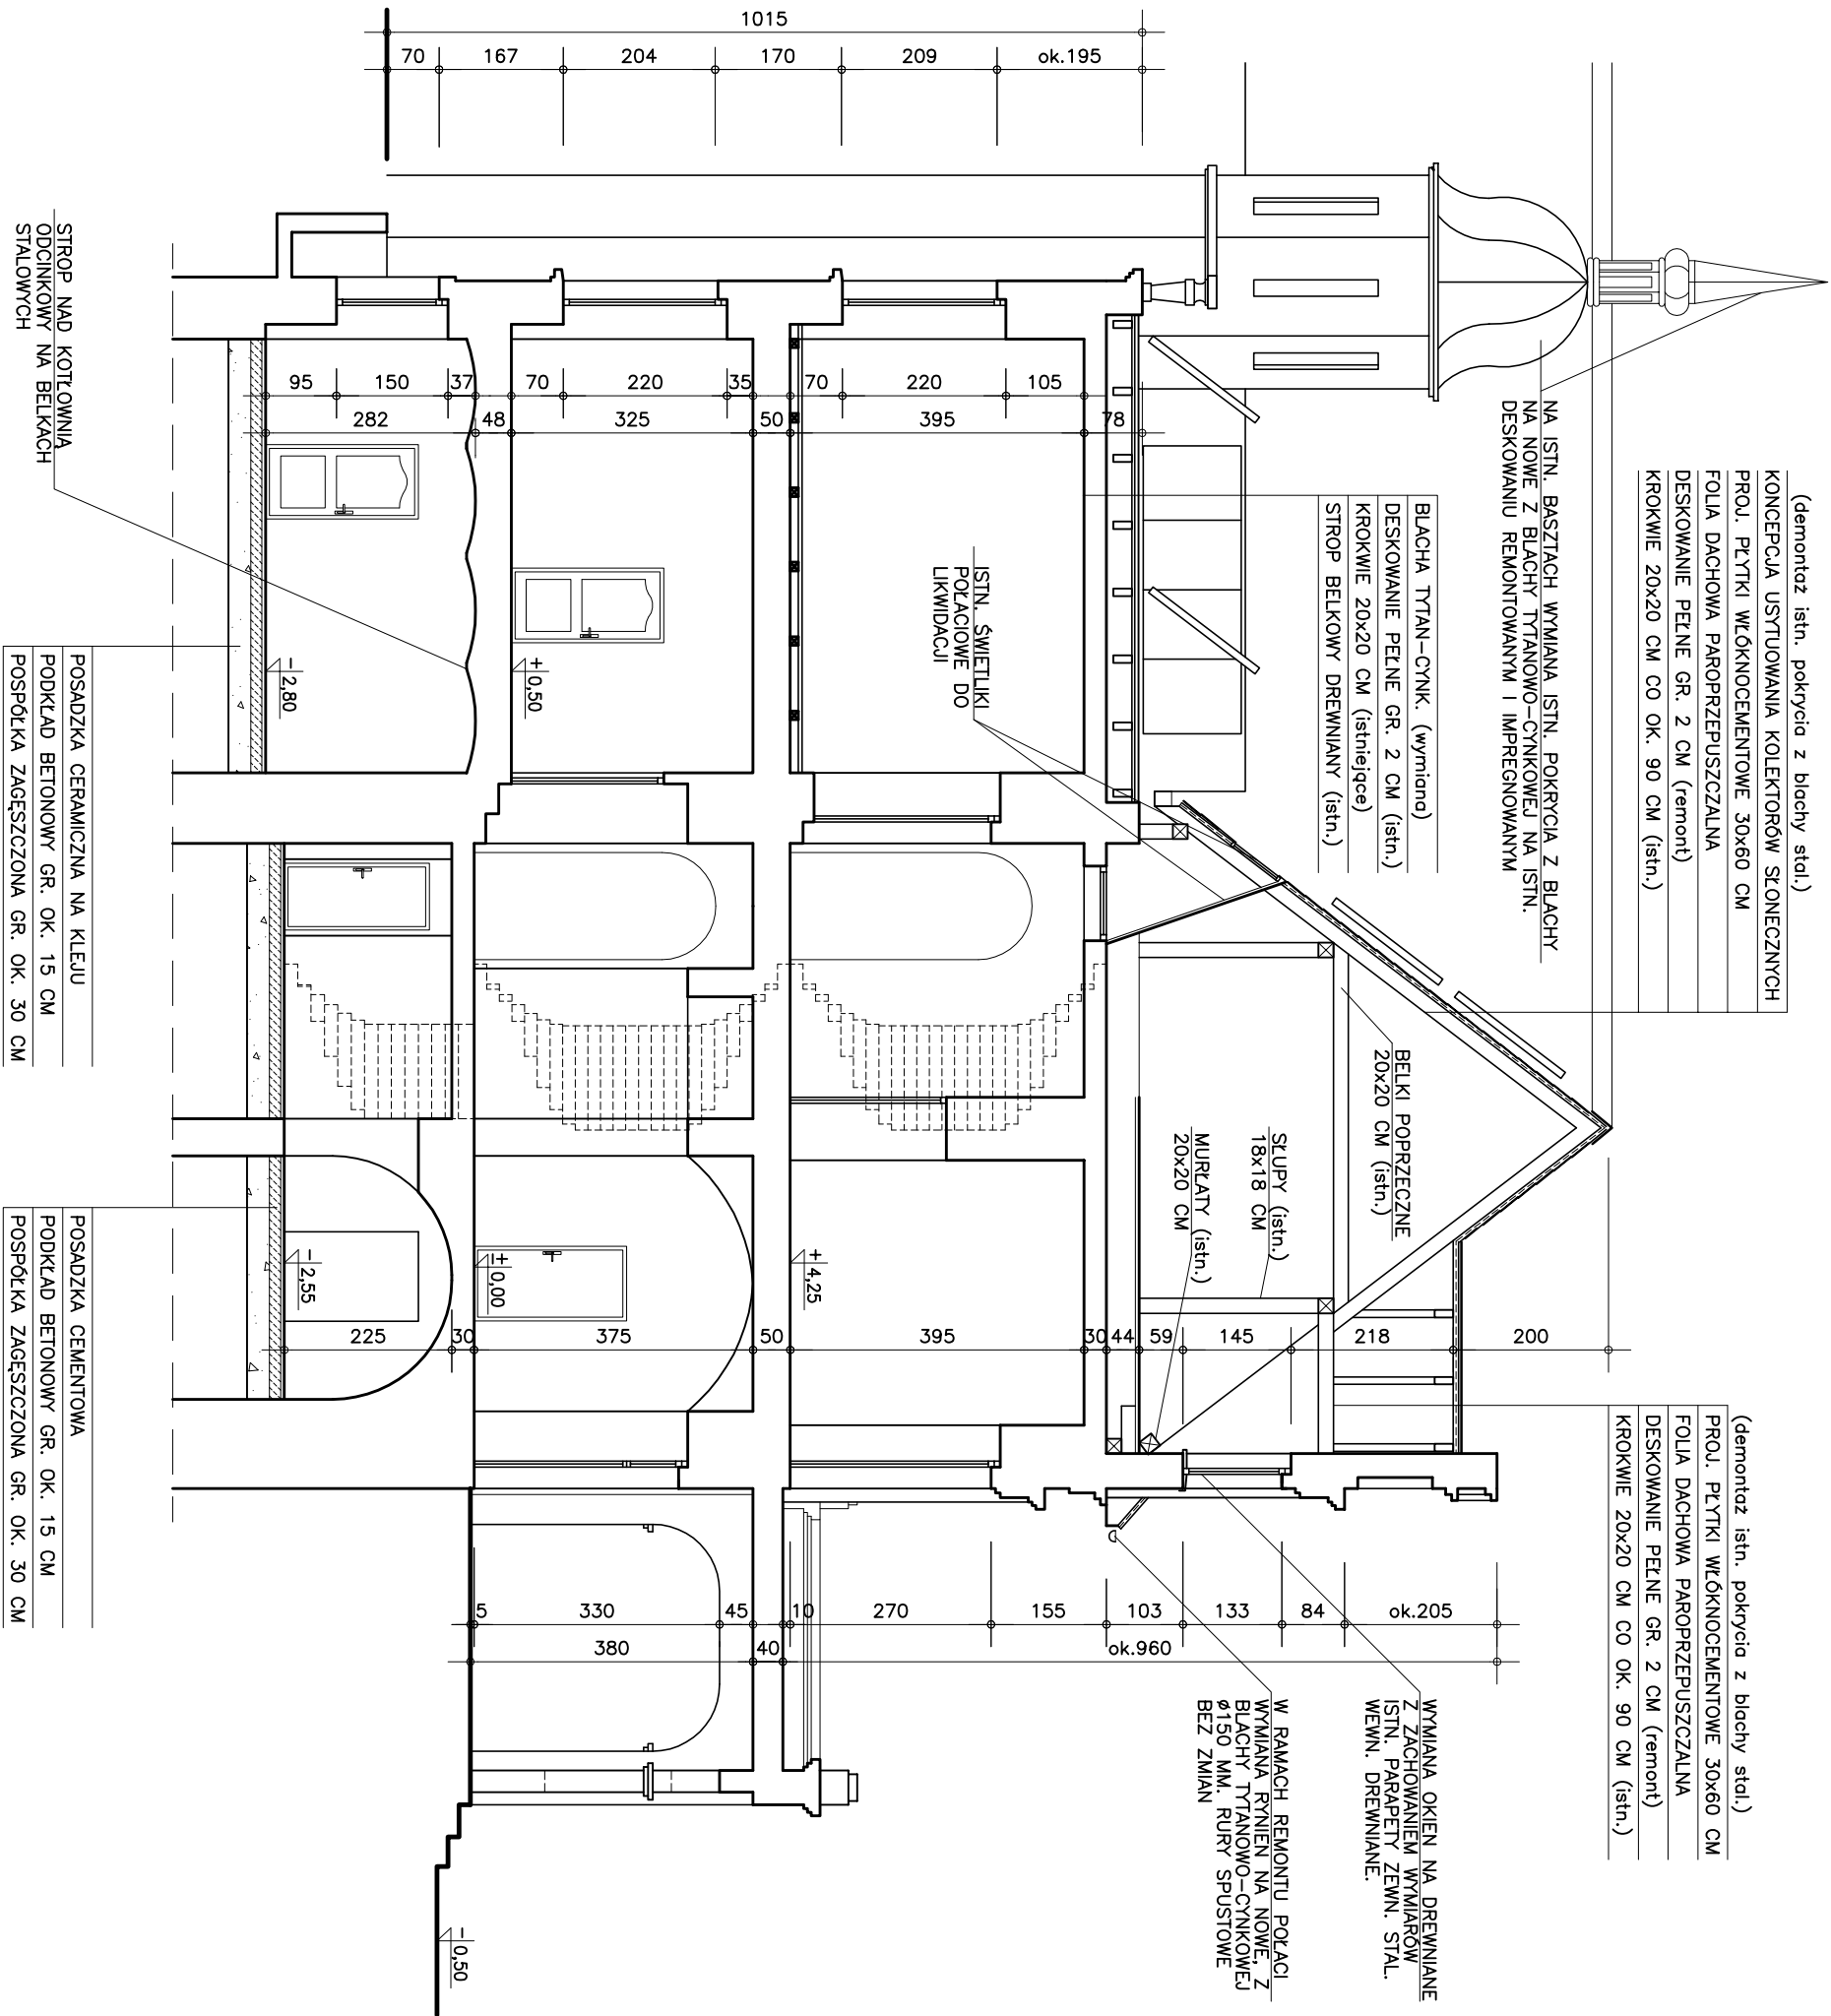 (demontaż istn. pokrycia z blachy stal.)
KONCEPCJA USYTUOWANIA KOLEKTORÓW SŁONECZNYCH
PROJ. PŁYTKI WŁÓKNOCEMENTOWE 30x60 CM
FOLIA DACHOWA PAROPRZEPUSZCZALNA
DESKOWANIE PEŁNE GR. 2 CM (remont)
KROKWIE 20x20 CM CO OK. 90 CM (istn.)
NA ISTN. BASZTACH WYMIANA ISTN. POKRYCIA Z BLACHY
NA NOWE Z BLACHY TYTANOWO-CYNKOWEJ NA ISTN.
DESKOWANIU REMONTOWANYM I IMPREGNOWANYM
BLACHA TYTAN-CYNK. (wymiana)
DESKOWANIE PEŁNE GR. 2 CM (istn.)
KROKWIE 20x20 CM (istniejące)
STROP BELKOWY DREWNIANY (istn.)
ISTN. ŚWIETLIKI
POŁACIOWE DO
LIKWIDACJI
BELKI POPRZECZNE
20x20 CM (istn.)
SŁUPY (istn.)
18x18 CM
MURŁATY (istn.)
20x20 CM
(demontaż istn. pokrycia z blachy stal.)
PROJ. PŁYTKI WŁÓKNOCEMENTOWE 30x60 CM
FOLIA DACHOWA PAROPRZEPUSZCZALNA
DESKOWANIE PEŁNE GR. 2 CM (remont)
KROKWIE 20x20 CM CO OK. 90 CM (istn.)
WYMIANA OKIEN NA DREWNIANE
Z ZACHOWANIEM WYMIARÓW
ISTN. PARAPETY ZEWN. STAL.
WEWN. DREWNIANE.
W RAMACH REMONTU POŁACI
WYMIANA RYNIEN NA NOWE, Z
BLACHY TYTANOWO-CYNKOWEJ
ø150 MM. RURY SPUSTOWE
BEZ ZMIAN
STROP NAD KOTŁOWNIĄ
ODCINKOWY NA BELKACH
STALOWYCH
POSADZKA CERAMICZNA NA KLEJU
PODKŁAD BETONOWY GR. OK. 15 CM
POSPÓŁKA ZAGĘSZCZONA GR. OK. 30 CM
POSADZKA CEMENTOWA
PODKŁAD BETONOWY GR. OK. 15 CM
POSPÓŁKA ZAGĘSZCZONA GR. OK. 30 CM
1015
70 167 204 170 209 ok.195
95 150 37 70 220 35 70 220 105
282 48 325 50 395 78
225 30 375 50 395 30 44 59 145 218 200
5 330 45 10 270 155 103 133 84 ok.205
380 40 ok.960
-2,80
+0,50
-2,55
±0,00
+4,25
-0,50